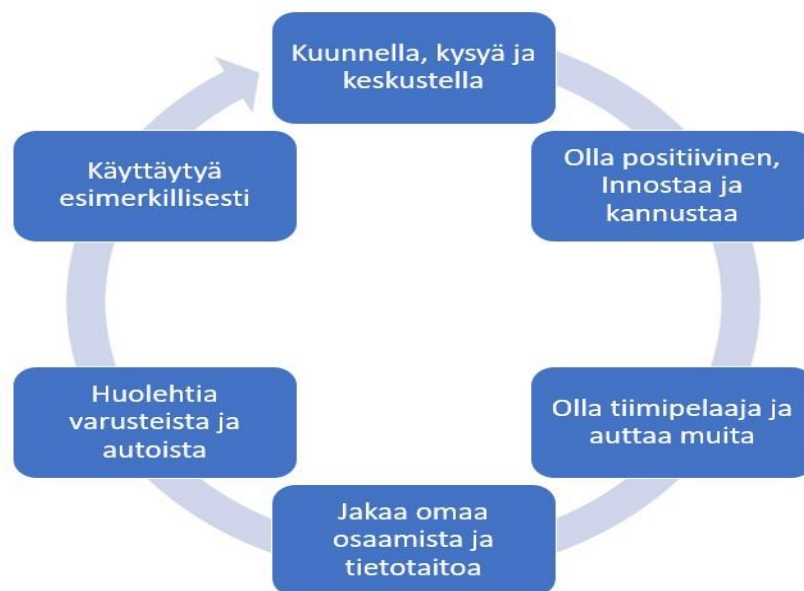 Kuunnella, kysyä ja
keskustella
Olla positiivinen,
Innostaa ja
kannustaa
Olla tiimipelaaja ja
auttaa muita
Jakaa omaa
osaamista ja
tietotaitoa
Huolehtia
varusteista ja
autoista
Käyttäytyä
esimerkillisesti